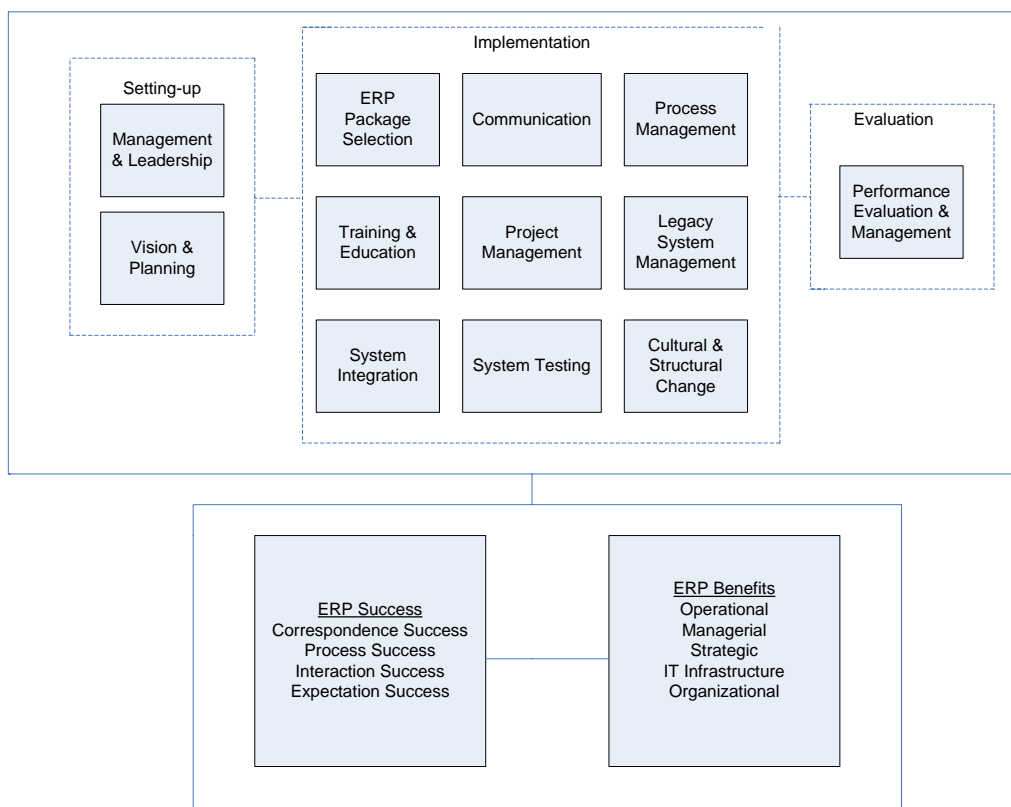 Setting-up
Management
& Leadership
Vision &
Planning
Implementation
ERP
Package
Selection
Communication
Process
Management
Training &
Education
Project
Management
Legacy
System
Management
System
Integration
System Testing
Cultural &
Structural
Change
Evaluation
Performance
Evaluation &
Management
ERP Success
Correspondence Success
Process Success
Interaction Success
Expectation Success
ERP Benefits
Operational
Managerial
Strategic
IT Infrastructure
Organizational